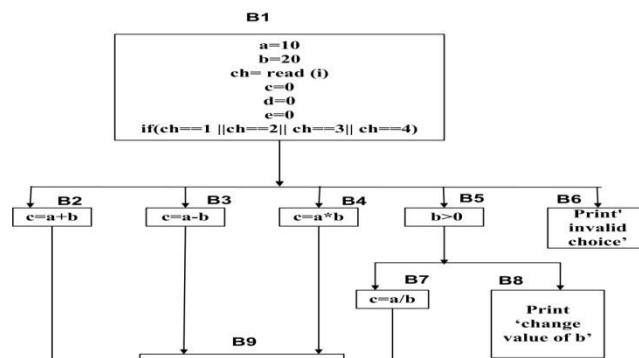 B1
a=10
b=20
ch= read (i)
c=0
d=0
e=0
if(ch==1 ||ch==2|| ch==3|| ch==4)
B2
B3
B4
B5
B6
c=a+b
c=a-b
c=a*b
b>0
Print'
invalid
choice’
B7
B8
c=a/b
Print
‘change
value of b’
B9